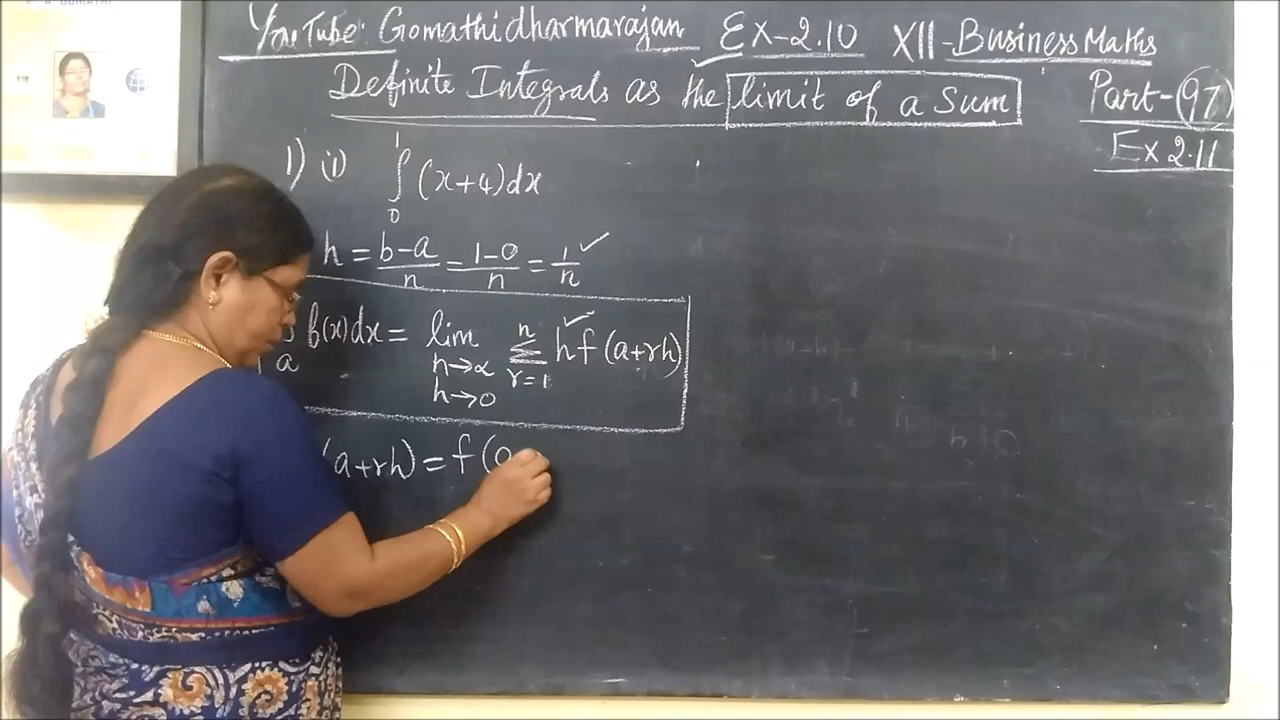 YouTube: Gomathidharmarajan Ex-2.10 XII-Business Maths
Definite Integrals as the limit of a Sum Part-(97)
Ex 2.11
1) (i) ∫₀¹ (x+4)dx
h = b-a/n = 1-0/n = 1/n ✓
f(x)dx = lim n→∝ h→0 n Σ r=1 h✓f(a+rh)
a
(a+rh) = f(0